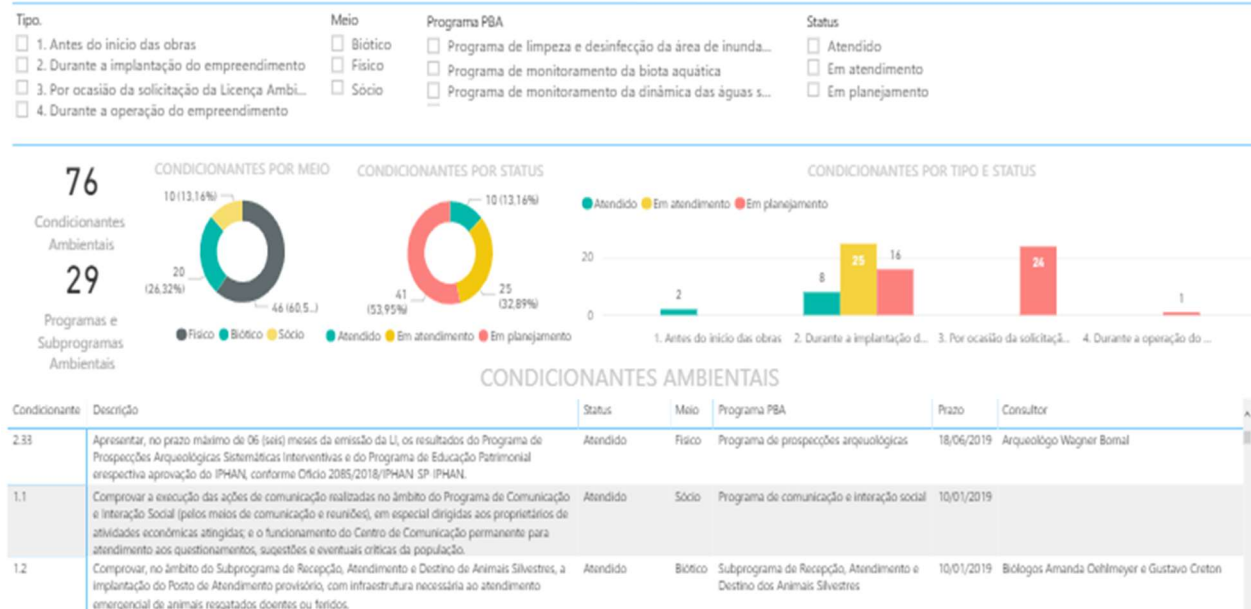 Tipo.
1. Antes do início das obras
2. Durante a implantação do empreendimento
3. Por ocasião da solicitação da Licença Ambi...
4. Durante a operação do empreendimento
Meio
Biótico
Físico
Sócio
Programa PBA
Programa de limpeza e desinfecção da área de inunda...
Programa de monitoramento da biota aquática
Programa de monitoramento da dinâmica das águas s...
Status
Atendido
Em atendimento
Em planejamento
76
Condicionantes
Ambientais
29
Programas e
Subprogramas
Ambientais
CONDICIONANTES POR MEIO
10 (13,16%)
20
(26,32%)
46 (60,5...)
Físico Biótico Sócio
CONDICIONANTES POR STATUS
10 (13,16%)
25
(32,89%)
41
(53,95%)
Atendido Em atendimento Em planejamento
CONDICIONANTES POR TIPO E STATUS
Atendido Em atendimento Em planejamento
20
0
2
8
25
16
24
1
1. Antes do início das obras 2. Durante a implantação d... 3. Por ocasião da solicitaçã... 4. Durante a operação do ...
CONDICIONANTES AMBIENTAIS
Condicionante Descrição Status Meio Programa PBA Prazo Consultor
2.33 Apresentar, no prazo máximo de 06 (seis) meses da emissão da LI, os resultados do Programa de Atendido Físico Programa de prospecções arqeuológicas 18/06/2019 Arqueológo Wagner Bornal
Prospecções Arqueológicas Sistemáticas Interventivas e do Programa de Educação Patrimonial
erespectiva aprovação do IPHAN, conforme Ofício 2085/2018/IPHAN SP-IPHAN.
1.1 Comprovar a execução das ações de comunicação realizadas no âmbito do Programa de Comunicação Atendido Sócio Programa de comunicação e interação social 10/01/2019
e Interação Social (pelos meios de comunicação e reuniões), em especial dirigidas aos proprietários de
atividades econômicas atingidas; e o funcionamento do Centro de Comunicação permanente para
atendimento aos questionamentos, sugestões e eventuais críticas da população.
1.2 Comprovar, no âmbito do Subprograma de Recepção, Atendimento e Destino de Animais Silvestres, a Atendido Biótico Subprograma de Recepção, Atendimento e 10/01/2019 Biólogos Amanda Oehlmeyer e Gustavo Creton
implantação do Posto de Atendimento provisório, com infraestrutura necessária ao atendimento Destino dos Animais Silvestres
emergencial de animais resgatados doentes ou feridos.